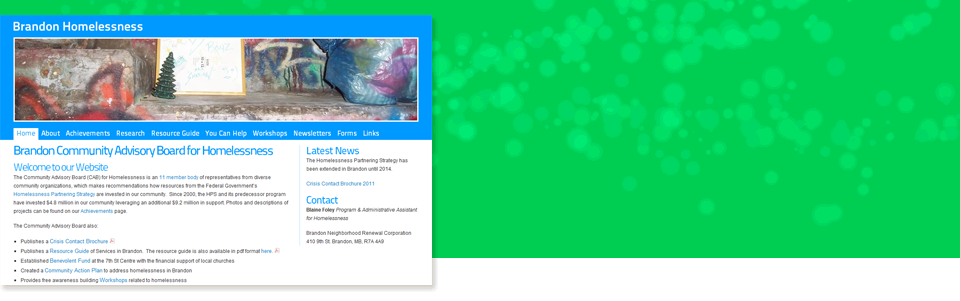 Brandon Homelessness
Home About Achievements Research Resource Guide You Can Help Workshops Newsletters Forms Links
Brandon Community Advisory Board for Homelessness
Welcome to our Website
The Community Advisory Board (CAB) for Homelessness is an 11 member body of representatives from diverse
community organizations, which makes recommendations how resources from the Federal Government's
Homelessness Partnering Strategy are invested in our community. Since 2000, the HPS and its predecessor program
have invested $4.8 million in our community leveraging an additional $9.2 million in support. Photos and descriptions of
projects can be found on our Achievements page.
The Community Advisory Board also:
Publishes a Crisis Contact Brochure
Publishes a Resource Guide of Services in Brandon. The resource guide is also available in pdf format here.
Established Benevolent Fund at the 7th St Centre with the financial support of local churches
Created a Community Action Plan to address homelessness in Brandon
Provides free awareness building Workshops related to homelessness
Latest News
The Homelessness Partnering Strategy has
been extended in Brandon until 2014.
Crisis Contact Brochure 2011
Contact
Blaine Foley Program & Administrative Assistant
for Homelessness
Brandon Neighborhood Renewal Corporation
410 9th St. Brandon, MB, R7A 4A9